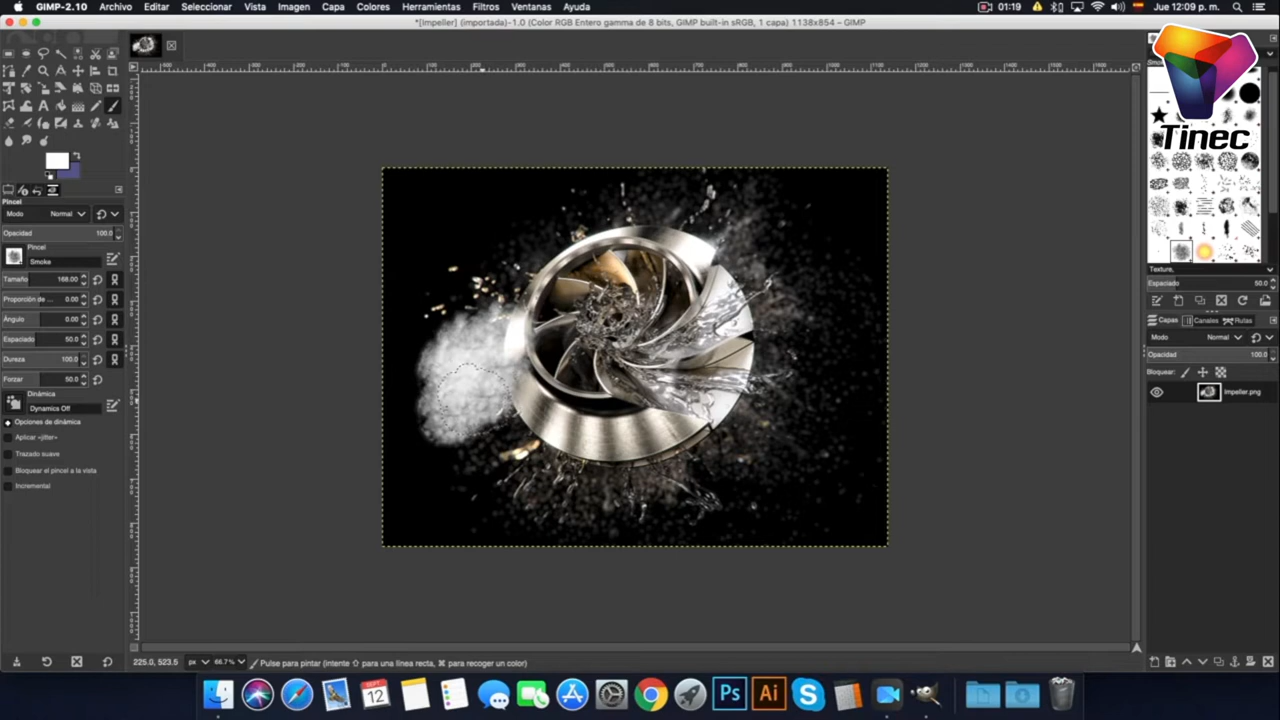 GIMP-2.10 Archivo Editar Seleccionar Vista Imagen Capa Colores Herramientas Filtros Ventanas Ayuda 01:19 Jue 12:09 p. m.
*[Impeller] (importada)-1.0 (Color RGB Entero gamma de 8 bits, GIMP built-in sRGB, 1 capa) 1138x854 – GIMP
Tinec
Pincel
Modo Normal
Opacidad 100.0
Pincel
Smoke
Tamaño 168.00
Proporción de ... 0.00
Ángulo 0.00
Espaciado 50.0
Dureza 100.0
Forzar 50.0
Dinámica
Dynamics Off
Opciones de dinámica
Aplicar «jitter»
Trazado suave
Bloquear el pincel a la vista
Incremental
Texture,
Espaciado 50.0
Capas Canales Rutas
Modo Normal
Opacidad 100.0
Bloquear:
Impeller.png
225.0, 523.5 px 66.7% Pulse para pintar (intente ⇧ para una línea recta, ⌘ para recoger un color)
SEPT
12
Ps
Ai